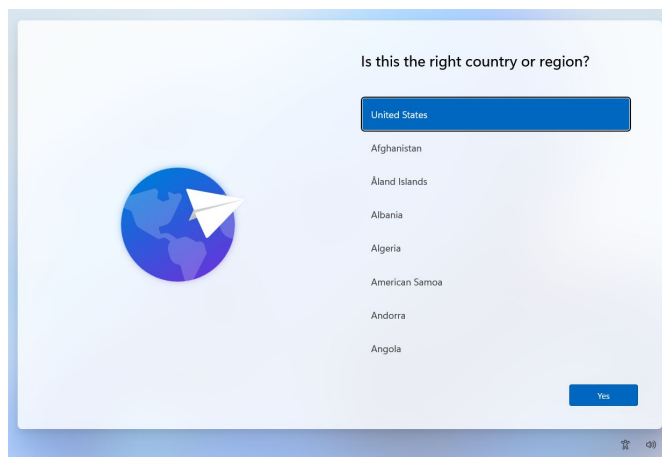 Is this the right country or region?
United States
Afghanistan
Åland Islands
Albania
Algeria
American Samoa
Andorra
Angola
Yes